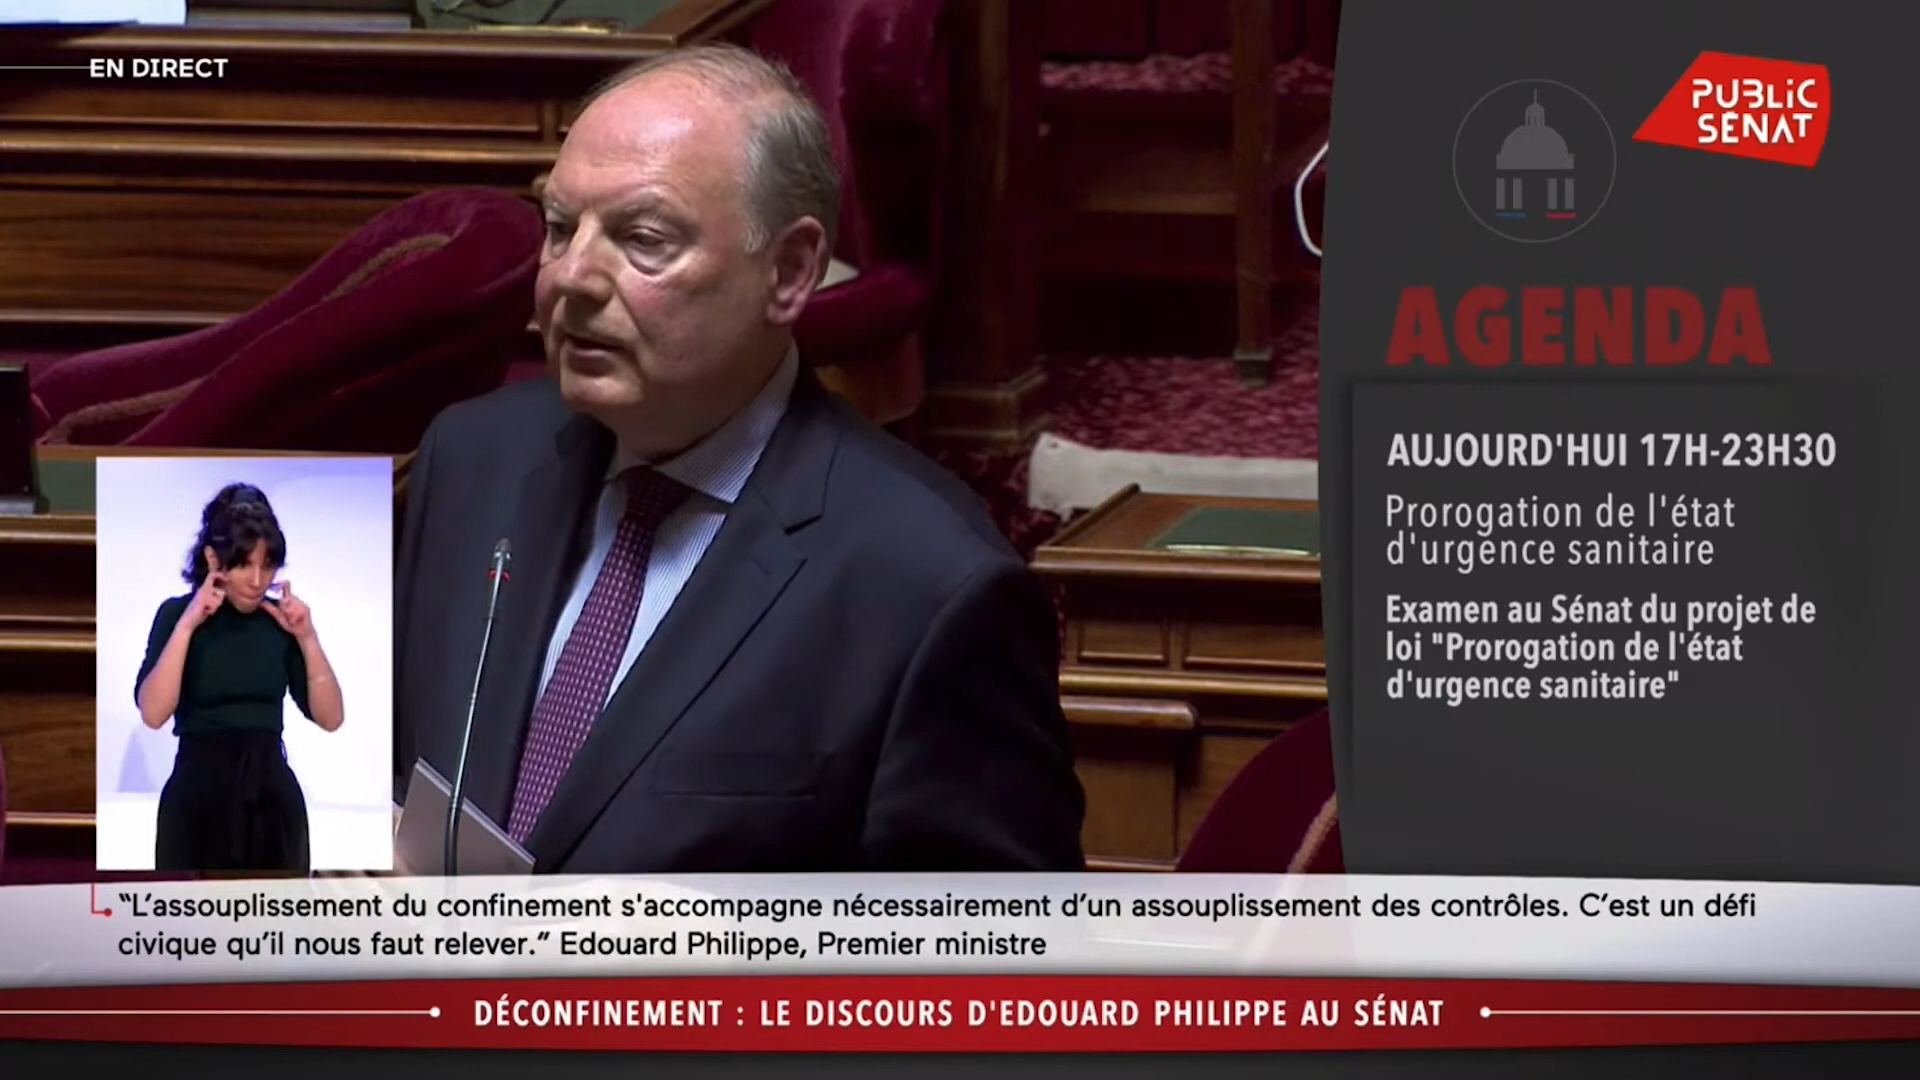 EN DIRECT
PUBLIC
SÉNAT
AGENDA
AUJOURD'HUI 17H-23H30
Prorogation de l'état
d'urgence sanitaire
Examen au Sénat du projet de
loi "Prorogation de l'état
d'urgence sanitaire"
“L’assouplissement du confinement s'accompagne nécessairement d’un assouplissement des contrôles. C’est un défi
civique qu’il nous faut relever.” Edouard Philippe, Premier ministre
DÉCONFINEMENT : LE DISCOURS D'EDOUARD PHILIPPE AU SÉNAT